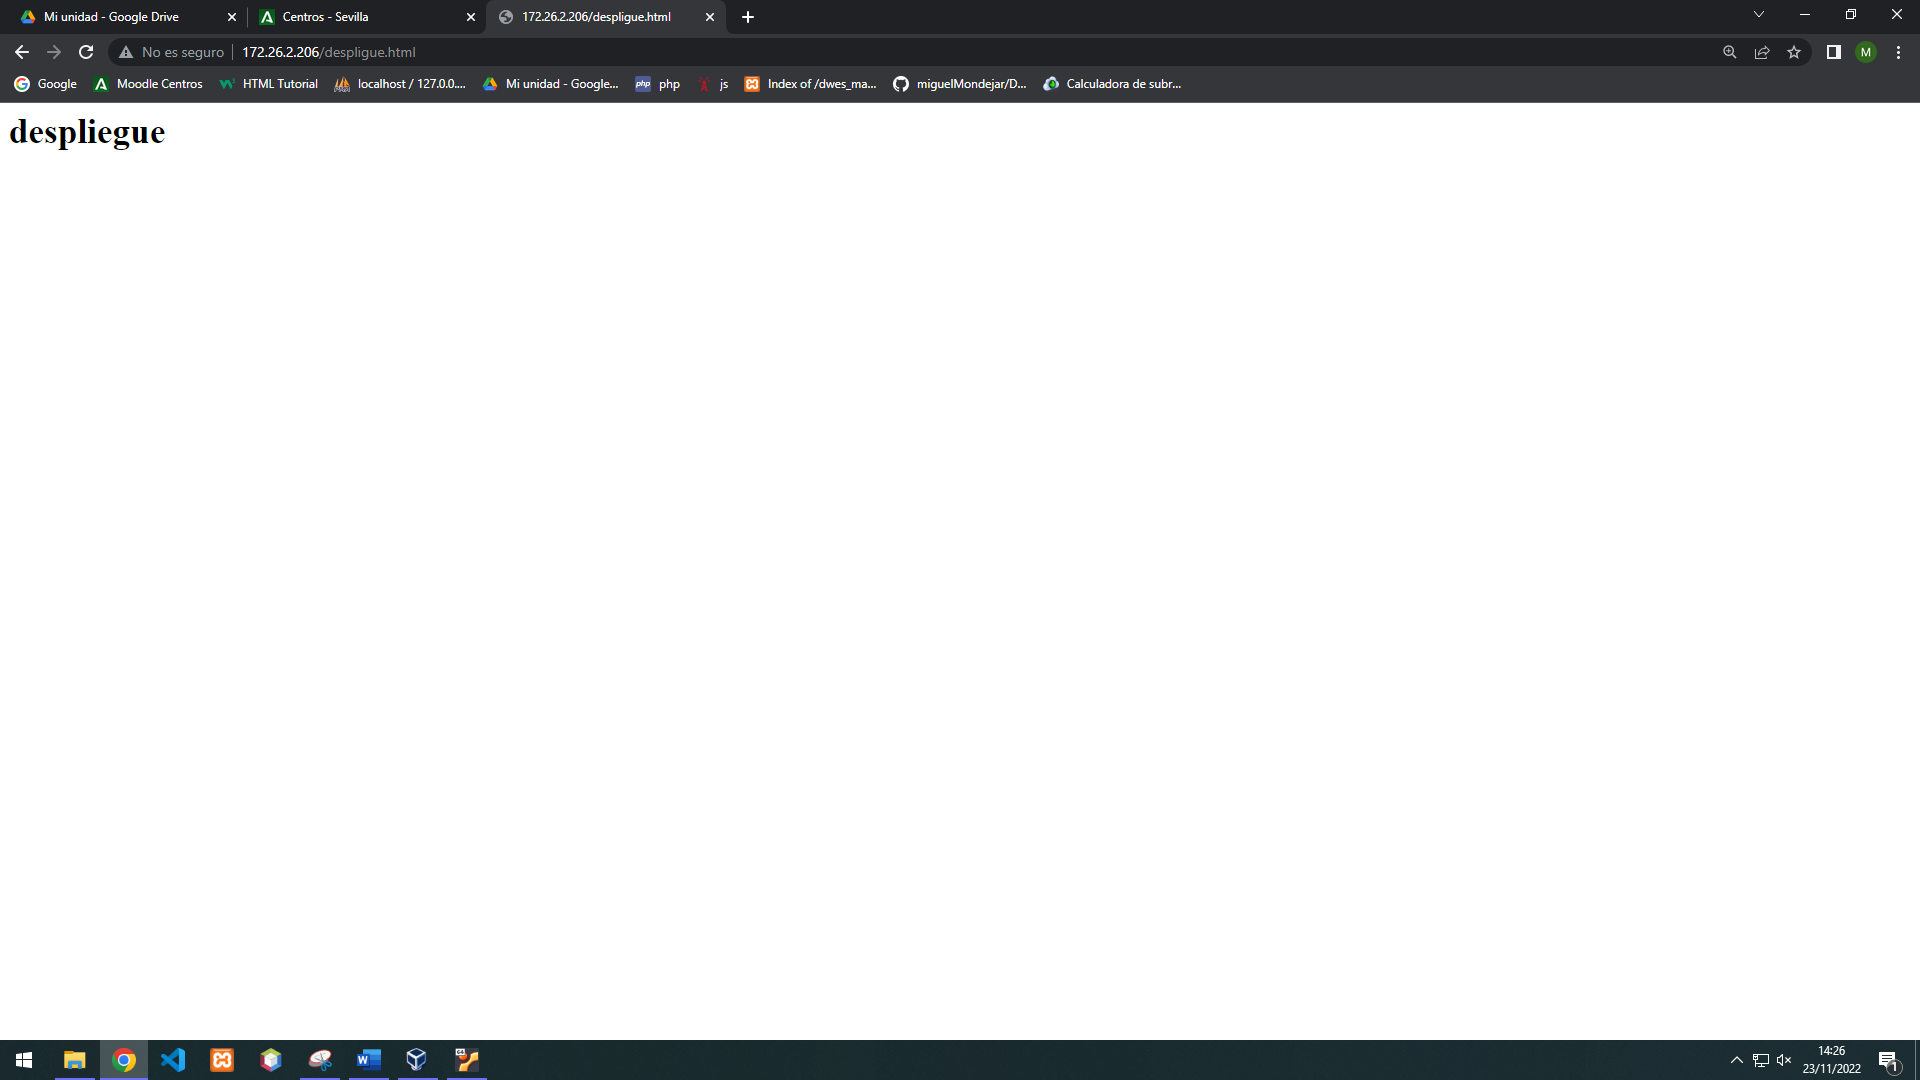 Mi unidad - Google Drive
Centros - Sevilla
172.26.2.206/despligue.html
No es seguro
172.26.2.206/despligue.html
M
Google
Moodle Centros
HTML Tutorial
localhost / 127.0.0....
Mi unidad - Google...
php
php
js
Index of /dwes_ma...
miguelMondejar/D...
Calculadora de subr...
despliegue
14:26
23/11/2022
1